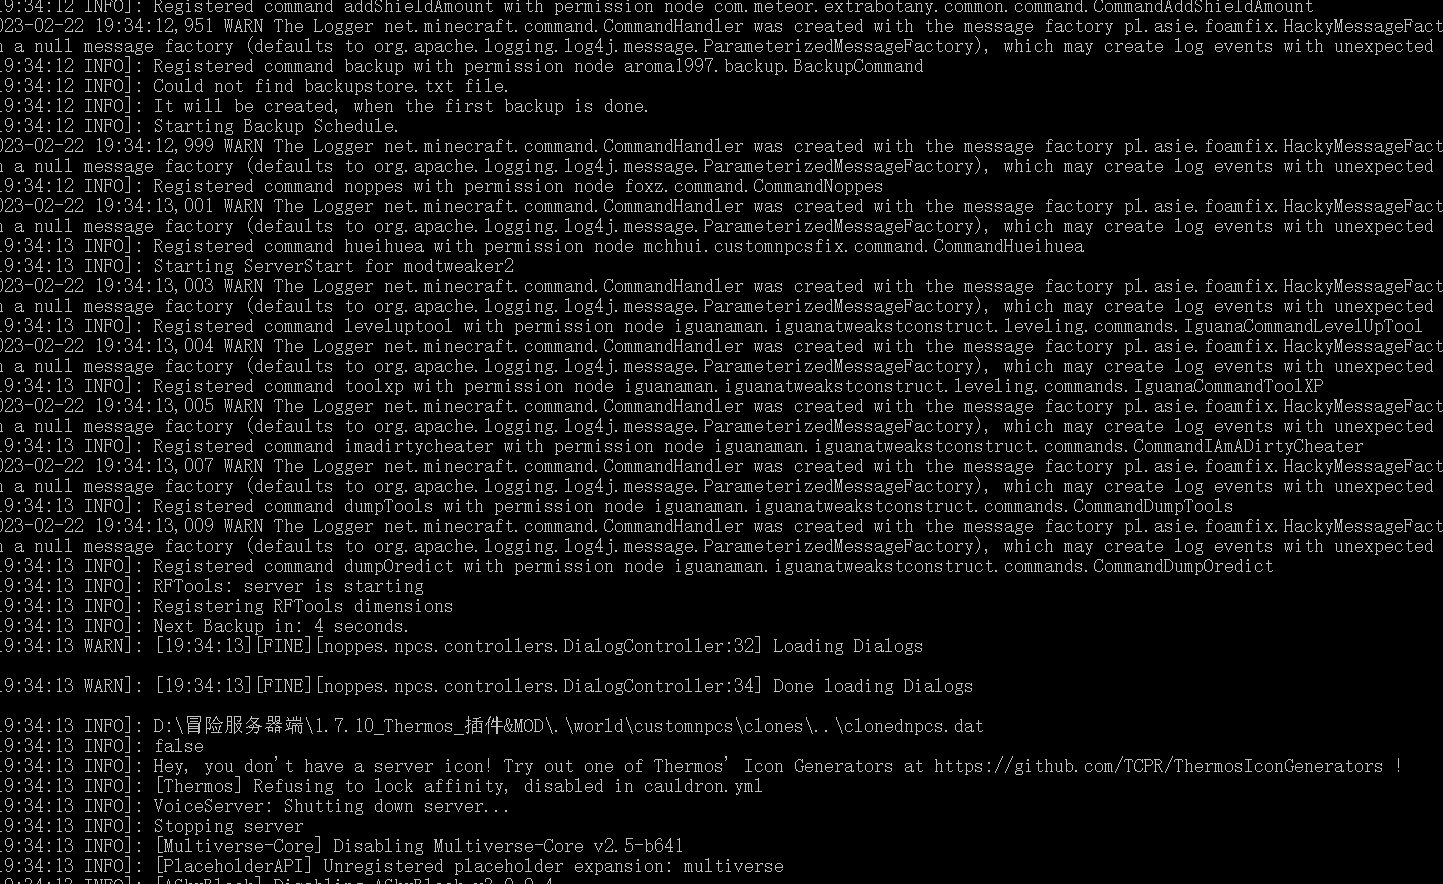 19:34:12 INFO]: Registered command addShieldAmount with permission node com.meteor.extrabotany.common.command.CommandAddShieldAmount
023-02-22 19:34:12,951 WARN The Logger net.minecraft.command.CommandHandler was created with the message factory pl.asie.foamfix.HackyMessageFact
n a null message factory (defaults to org.apache.logging.log4j.message.ParameterizedMessageFactory), which may create log events with unexpected
19:34:12 INFO]: Registered command backup with permission node aroma1997.backup.BackupCommand
19:34:12 INFO]: Could not find backupstore.txt file.
19:34:12 INFO]: It will be created, when the first backup is done.
19:34:12 INFO]: Starting Backup Schedule.
023-02-22 19:34:12,999 WARN The Logger net.minecraft.command.CommandHandler was created with the message factory pl.asie.foamfix.HackyMessageFact
n a null message factory (defaults to org.apache.logging.log4j.message.ParameterizedMessageFactory), which may create log events with unexpected
19:34:12 INFO]: Registered command noppes with permission node foxz.command.CommandNoppes
023-02-22 19:34:13,001 WARN The Logger net.minecraft.command.CommandHandler was created with the message factory pl.asie.foamfix.HackyMessageFact
n a null message factory (defaults to org.apache.logging.log4j.message.ParameterizedMessageFactory), which may create log events with unexpected
19:34:13 INFO]: Registered command hueihuea with permission node mchhui.customnpcsfix.command.CommandHueihuea
19:34:13 INFO]: Starting ServerStart for modtweaker2
023-02-22 19:34:13,003 WARN The Logger net.minecraft.command.CommandHandler was created with the message factory pl.asie.foamfix.HackyMessageFact
n a null message factory (defaults to org.apache.logging.log4j.message.ParameterizedMessageFactory), which may create log events with unexpected
19:34:13 INFO]: Registered command leveluptool with permission node iguanaman.iguanatweakstconstruct.leveling.commands.IguanaCommandLevelUpTool
023-02-22 19:34:13,004 WARN The Logger net.minecraft.command.CommandHandler was created with the message factory pl.asie.foamfix.HackyMessageFact
n a null message factory (defaults to org.apache.logging.log4j.message.ParameterizedMessageFactory), which may create log events with unexpected
19:34:13 INFO]: Registered command toolxp with permission node iguanaman.iguanatweakstconstruct.leveling.commands.IguanaCommandToolXP
023-02-22 19:34:13,005 WARN The Logger net.minecraft.command.CommandHandler was created with the message factory pl.asie.foamfix.HackyMessageFact
n a null message factory (defaults to org.apache.logging.log4j.message.ParameterizedMessageFactory), which may create log events with unexpected
19:34:13 INFO]: Registered command imadirtycheater with permission node iguanaman.iguanatweakstconstruct.commands.CommandIAmADirtyCheater
023-02-22 19:34:13,007 WARN The Logger net.minecraft.command.CommandHandler was created with the message factory pl.asie.foamfix.HackyMessageFact
n a null message factory (defaults to org.apache.logging.log4j.message.ParameterizedMessageFactory), which may create log events with unexpected
19:34:13 INFO]: Registered command dumpTools with permission node iguanaman.iguanatweakstconstruct.commands.CommandDumpTools
023-02-22 19:34:13,009 WARN The Logger net.minecraft.command.CommandHandler was created with the message factory pl.asie.foamfix.HackyMessageFact
n a null message factory (defaults to org.apache.logging.log4j.message.ParameterizedMessageFactory), which may create log events with unexpected
19:34:13 INFO]: Registered command dumpOredict with permission node iguanaman.iguanatweakstconstruct.commands.CommandDumpOredict
19:34:13 INFO]: RFTools: server is starting
19:34:13 INFO]: Registering RFTools dimensions
19:34:13 INFO]: Next Backup in: 4 seconds.
19:34:13 WARN]: [19:34:13][FINE][noppes.npcs.controllers.DialogController:32] Loading Dialogs
19:34:13 WARN]: [19:34:13][FINE][noppes.npcs.controllers.DialogController:34] Done loading Dialogs
19:34:13 INFO]: D:\冒险服务器端\1.7.10_Thermos_插件&MOD\.\world\customnpcs\clones\..\clonednpcs.dat
19:34:13 INFO]: false
19:34:13 INFO]: Hey, you don't have a server icon! Try out one of Thermos' Icon Generators at https://github.com/TCPR/ThermosIconGenerators !
19:34:13 INFO]: [Thermos] Refusing to lock affinity, disabled in cauldron.yml
19:34:13 INFO]: VoiceServer: Shutting down server...
19:34:13 INFO]: Stopping server
19:34:13 INFO]: [Multiverse-Core] Disabling Multiverse-Core v2.5-b641
19:34:13 INFO]: [PlaceholderAPI] Unregistered placeholder expansion: multiverse